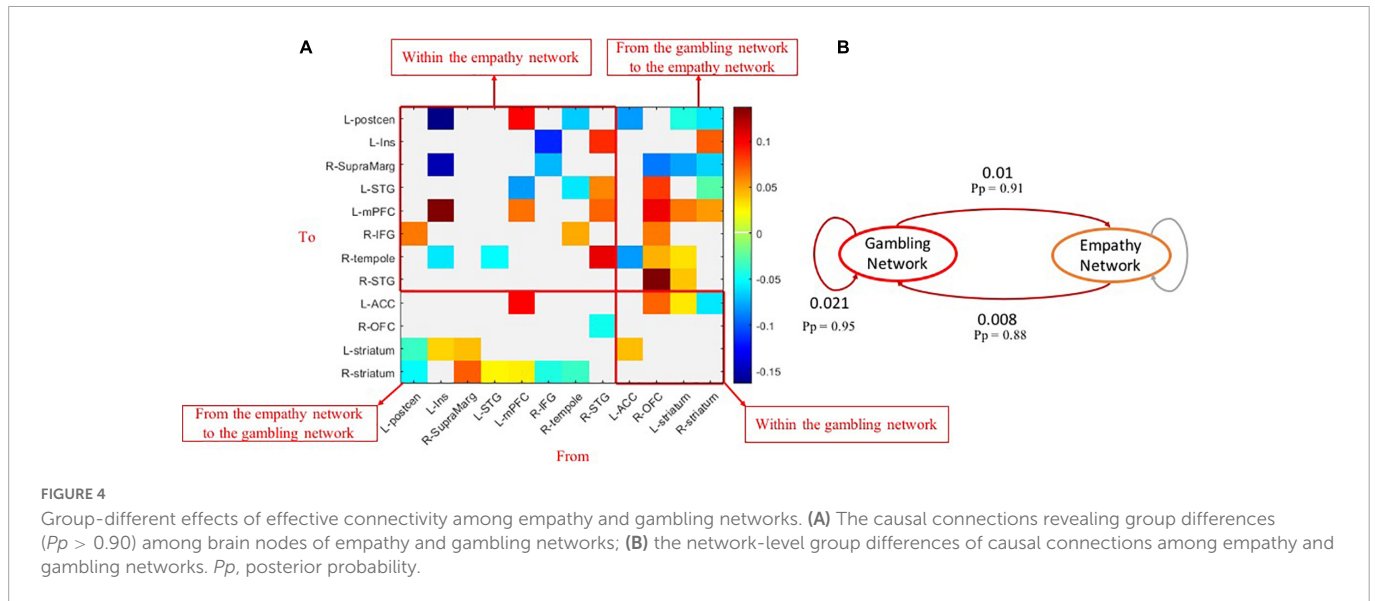 A
Within the empathy network
From the gambling network
to the empathy network
B
L-postcen
L-Ins
R-SupraMarg
L-STG
L-mPFC
R-IFG
R-tempole
R-STG
L-ACC
R-OFC
L-striatum
R-striatum
To
0.1
0.05
0
-0.05
-0.1
-0.15
L-postcen
L-Ins
R-SupraMarg
L-STG
L-mPFC
R-IFG
R-tempole
R-STG
L-ACC
R-OFC
L-striatum
R-striatum
From the empathy network
to the gambling network
Within the gambling network
From
0.01
Pp = 0.91
Gambling
Network
Empathy
Network
0.021
Pp = 0.95
0.008
Pp = 0.88
FIGURE 4
Group-different effects of effective connectivity among empathy and gambling networks. (A) The causal connections revealing group differences
(Pp > 0.90) among brain nodes of empathy and gambling networks; (B) the network-level group differences of causal connections among empathy and
gambling networks. Pp, posterior probability.